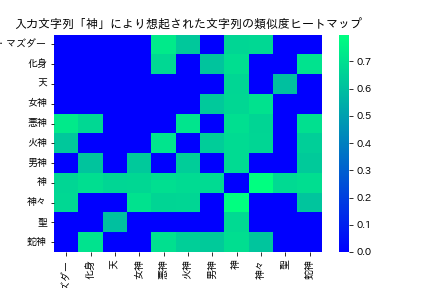 入力文字列「神」により想起された文字列の類似度ヒートマップ
・マズダー
化身
天
女神
悪神
火神
男神
神
神々
聖
蛇神
0.7
0.6
0.5
0.4
0.3
0.2
0.1
0.0
ズダー
化身
天
女神
悪神
火神
男神
神
神々
聖
蛇神